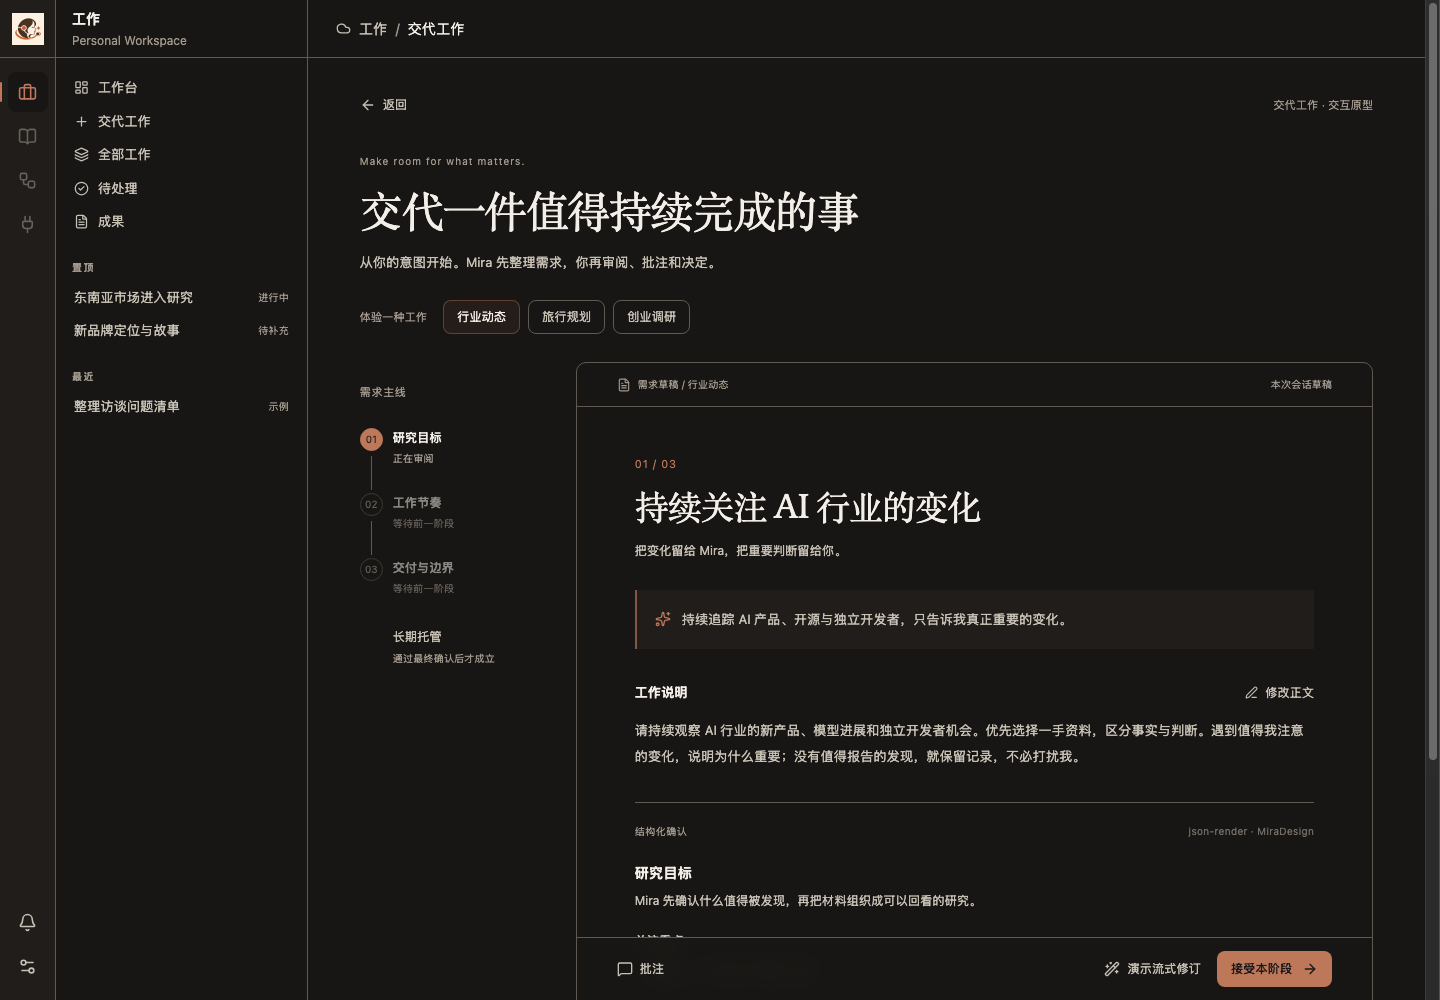 工作
Personal Workspace
工作 / 交代工作
工作台
交代工作
全部工作
待处理
成果
置顶
东南亚市场进入研究 进行中
新品牌定位与故事 待补充
最近
整理访谈问题清单 示例
返回
交代工作 · 交互原型
Make room for what matters.
交代一件值得持续完成的事
从你的意图开始。Mira 先整理需求，你再审阅、批注和决定。
体验一种工作 行业动态 旅行规划 创业调研
需求主线
01 研究目标
正在审阅
02 工作节奏
等待前一阶段
03 交付与边界
等待前一阶段
长期托管
通过最终确认后才成立
需求草稿 / 行业动态 本次会话草稿
01 / 03
持续关注 AI 行业的变化
把变化留给 Mira，把重要判断留给你。
持续追踪 AI 产品、开源与独立开发者，只告诉我真正重要的变化。
工作说明 修改正文
请持续观察 AI 行业的新产品、模型进展和独立开发者机会。优先选择一手资料，区分事实与判断。遇到值得我注意
的变化，说明为什么重要；没有值得报告的发现，就保留记录，不必打扰我。
结构化确认 json-render · MiraDesign
研究目标
Mira 先确认什么值得被发现，再把材料组织成可以回看的研究。
批注 演示流式修订 接受本阶段